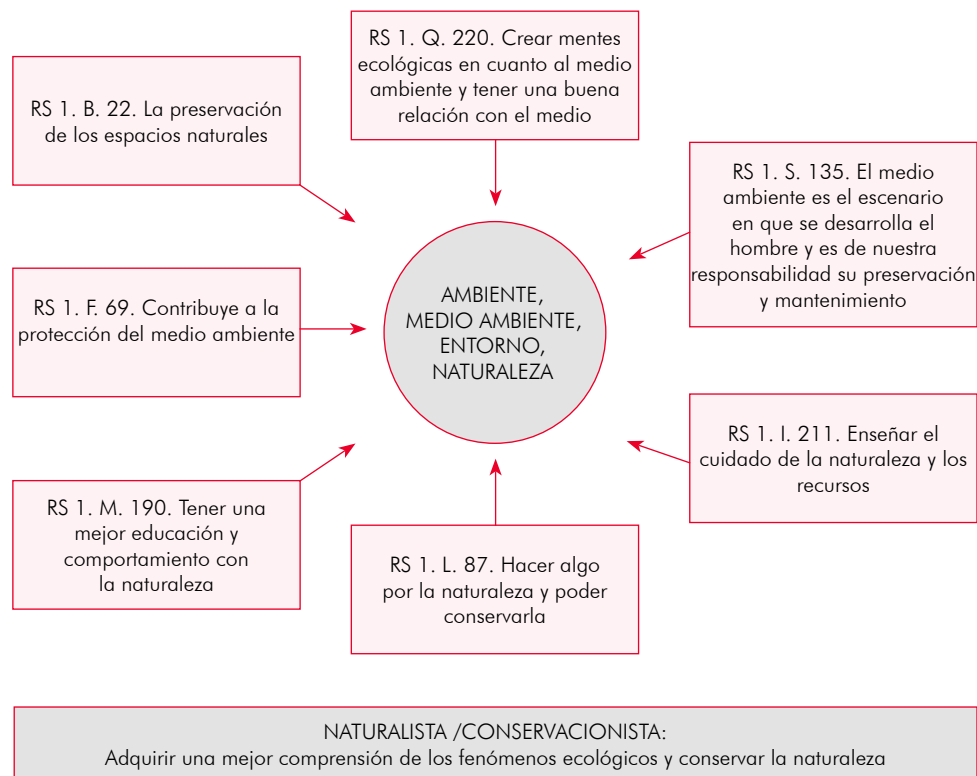 RS 1. Q. 220. Crear mentes
ecológicas en cuanto al medio
ambiente y tener una buena
relación con el medio
RS 1. B. 22. La preservación
de los espacios naturales
RS 1. S. 135. El medio
ambiente es el escenario
en que se desarrolla el
hombre y es de nuestra
responsabilidad su preservación
y mantenimiento
RS 1. F. 69. Contribuye a la
protección del medio ambiente
AMBIENTE,
MEDIO AMBIENTE,
ENTORNO,
NATURALEZA
RS 1. I. 211. Enseñar el
cuidado de la naturaleza y los
recursos
RS 1. M. 190. Tener una
mejor educación y
comportamiento con
la naturaleza
RS 1. L. 87. Hacer algo
por la naturaleza y poder
conservarla
NATURALISTA /CONSERVACIONISTA:
Adquirir una mejor comprensión de los fenómenos ecológicos y conservar la naturaleza